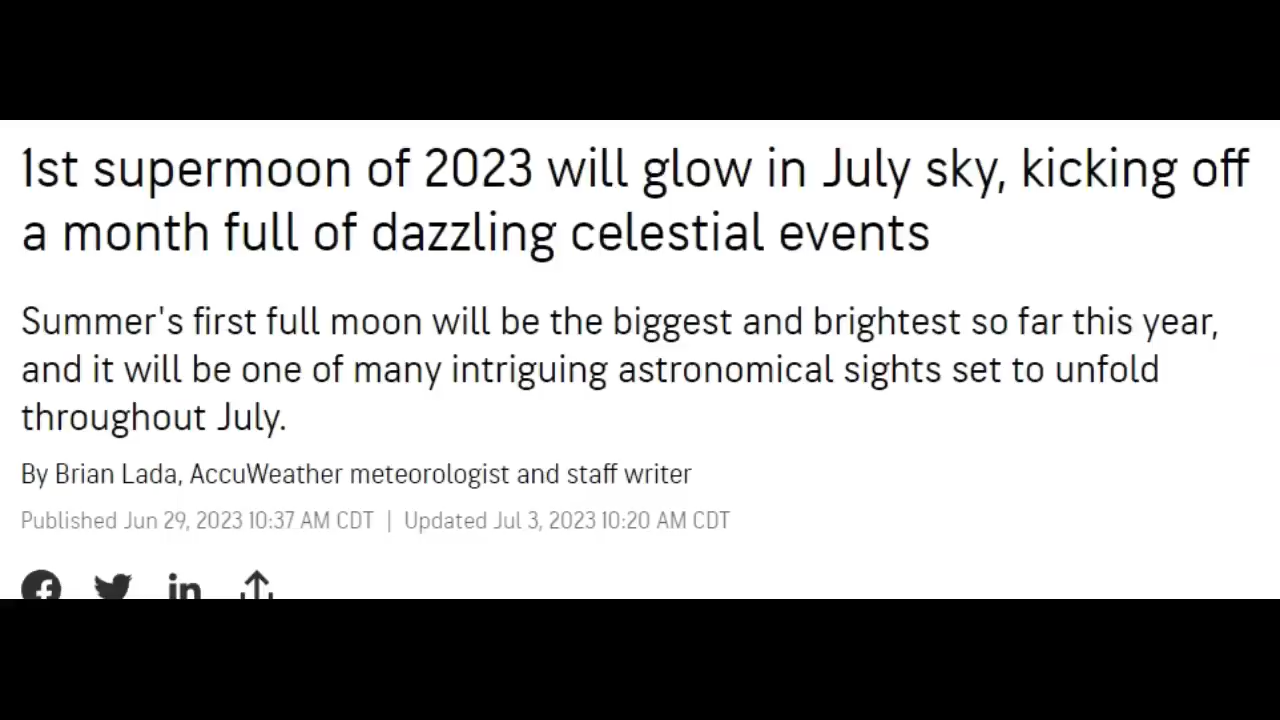 1st supermoon of 2023 will glow in July sky, kicking off
a month full of dazzling celestial events
Summer's first full moon will be the biggest and brightest so far this year,
and it will be one of many intriguing astronomical sights set to unfold
throughout July.
By Brian Lada, AccuWeather meteorologist and staff writer
Published Jun 29, 2023 10:37 AM CDT | Updated Jul 3, 2023 10:20 AM CDT